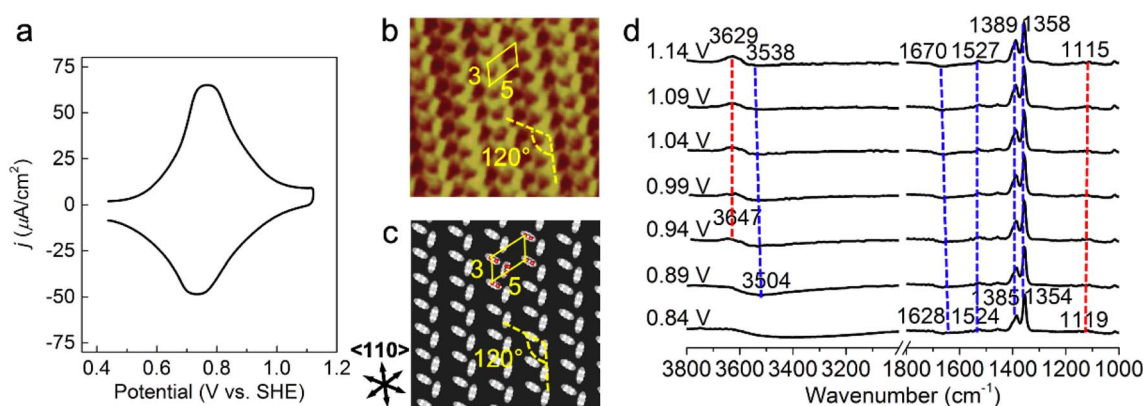 a
75
50
25
0
-25
-50
-75
j (μA/cm²)
0.4 0.6 0.8 1.0 1.2
Potential (V vs. SHE)
b
3
5
120°
c
3
5
120°
<110>
d
3629
3538
1670
1527
1389
1358
1115
1.14 V
1.09 V
1.04 V
0.99 V
0.94 V
3647
0.89 V
3504
0.84 V
1628
1524
1385
1354
1119
3800 3400 3000 1800 1600 1400 1200 1000
Wavenumber (cm⁻¹)